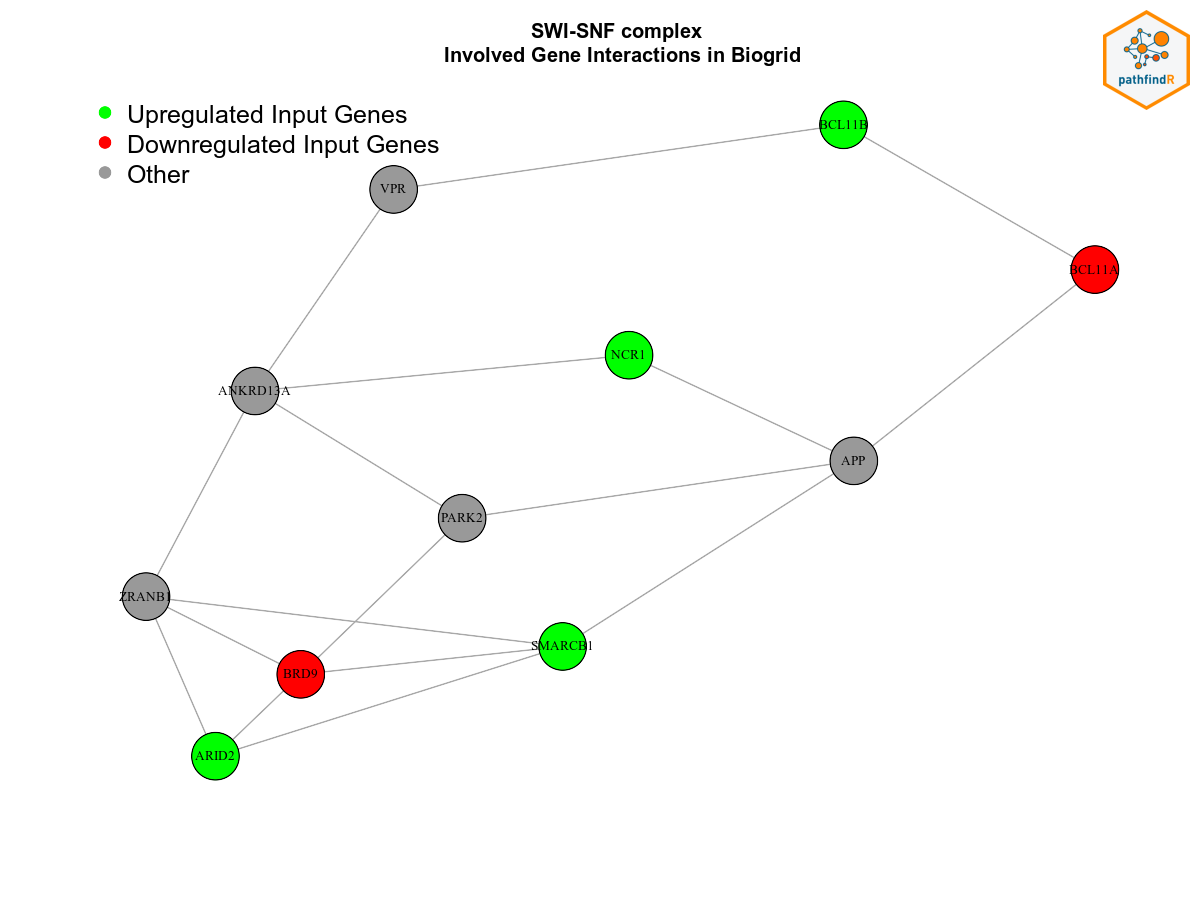 SWI-SNF complex
Involved Gene Interactions in Biogrid
pathfindR
Upregulated Input Genes
Downregulated Input Genes
Other
BCL11B
VPR
BCL11A
NCR1
ANKRD13A
APP
PARK2
ZRANB1
SMARCB1
BRD9
ARID2